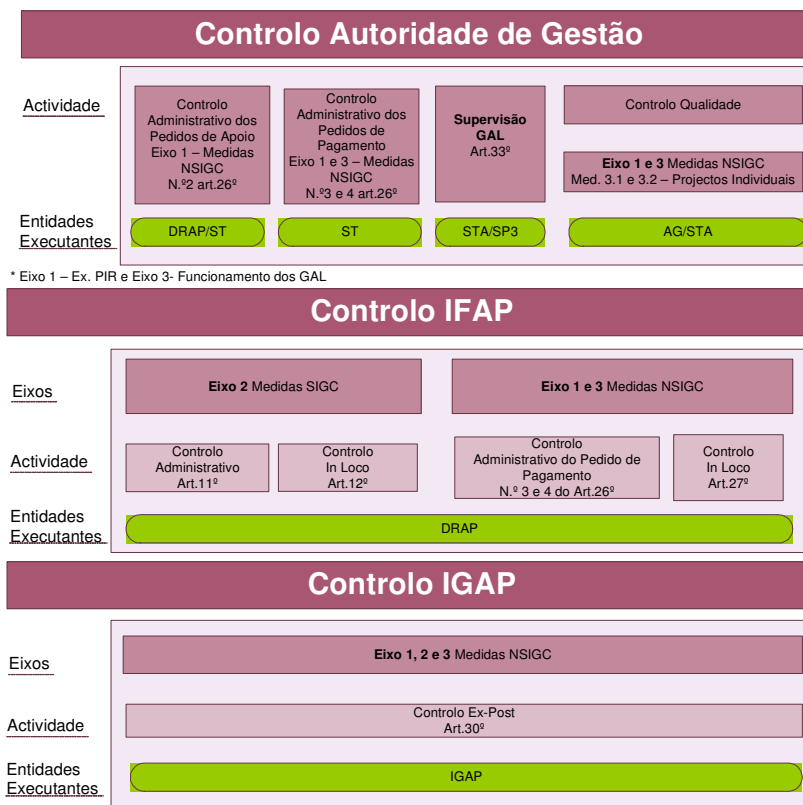 Controlo Autoridade de Gestão
Actividade
Controlo
Administrativo dos
Pedidos de Apoio
Eixo 1 – Medidas
NSIGC
N.º2 art.26º
Controlo
Administrativo dos
Pedidos de
Pagamento
Eixo 1 e 3 – Medidas
NSIGC
N.º3 e 4 art.26º
Supervisão
GAL
Art.33º
Controlo Qualidade
Eixo 1 e 3 Medidas NSIGC
Med. 3.1 e 3.2 – Projectos Individuais
Entidades
Executantes
DRAP/ST
ST
STA/SP3
AG/STA
* Eixo 1 – Ex. PIR e Eixo 3- Funcionamento dos GAL
Controlo IFAP
Eixos
Eixo 2 Medidas SIGC
Eixo 1 e 3 Medidas NSIGC
Actividade
Controlo
Administrativo
Art.11º
Controlo
In Loco
Art.12º
Controlo
Administrativo do Pedido de
Pagamento
N.º 3 e 4 do Art.26º
Controlo
In Loco
Art.27º
Entidades
Executantes
DRAP
Controlo IGAP
Eixos
Eixo 1, 2 e 3 Medidas NSIGC
Actividade
Controlo Ex-Post
Art.30º
Entidades
Executantes
IGAP